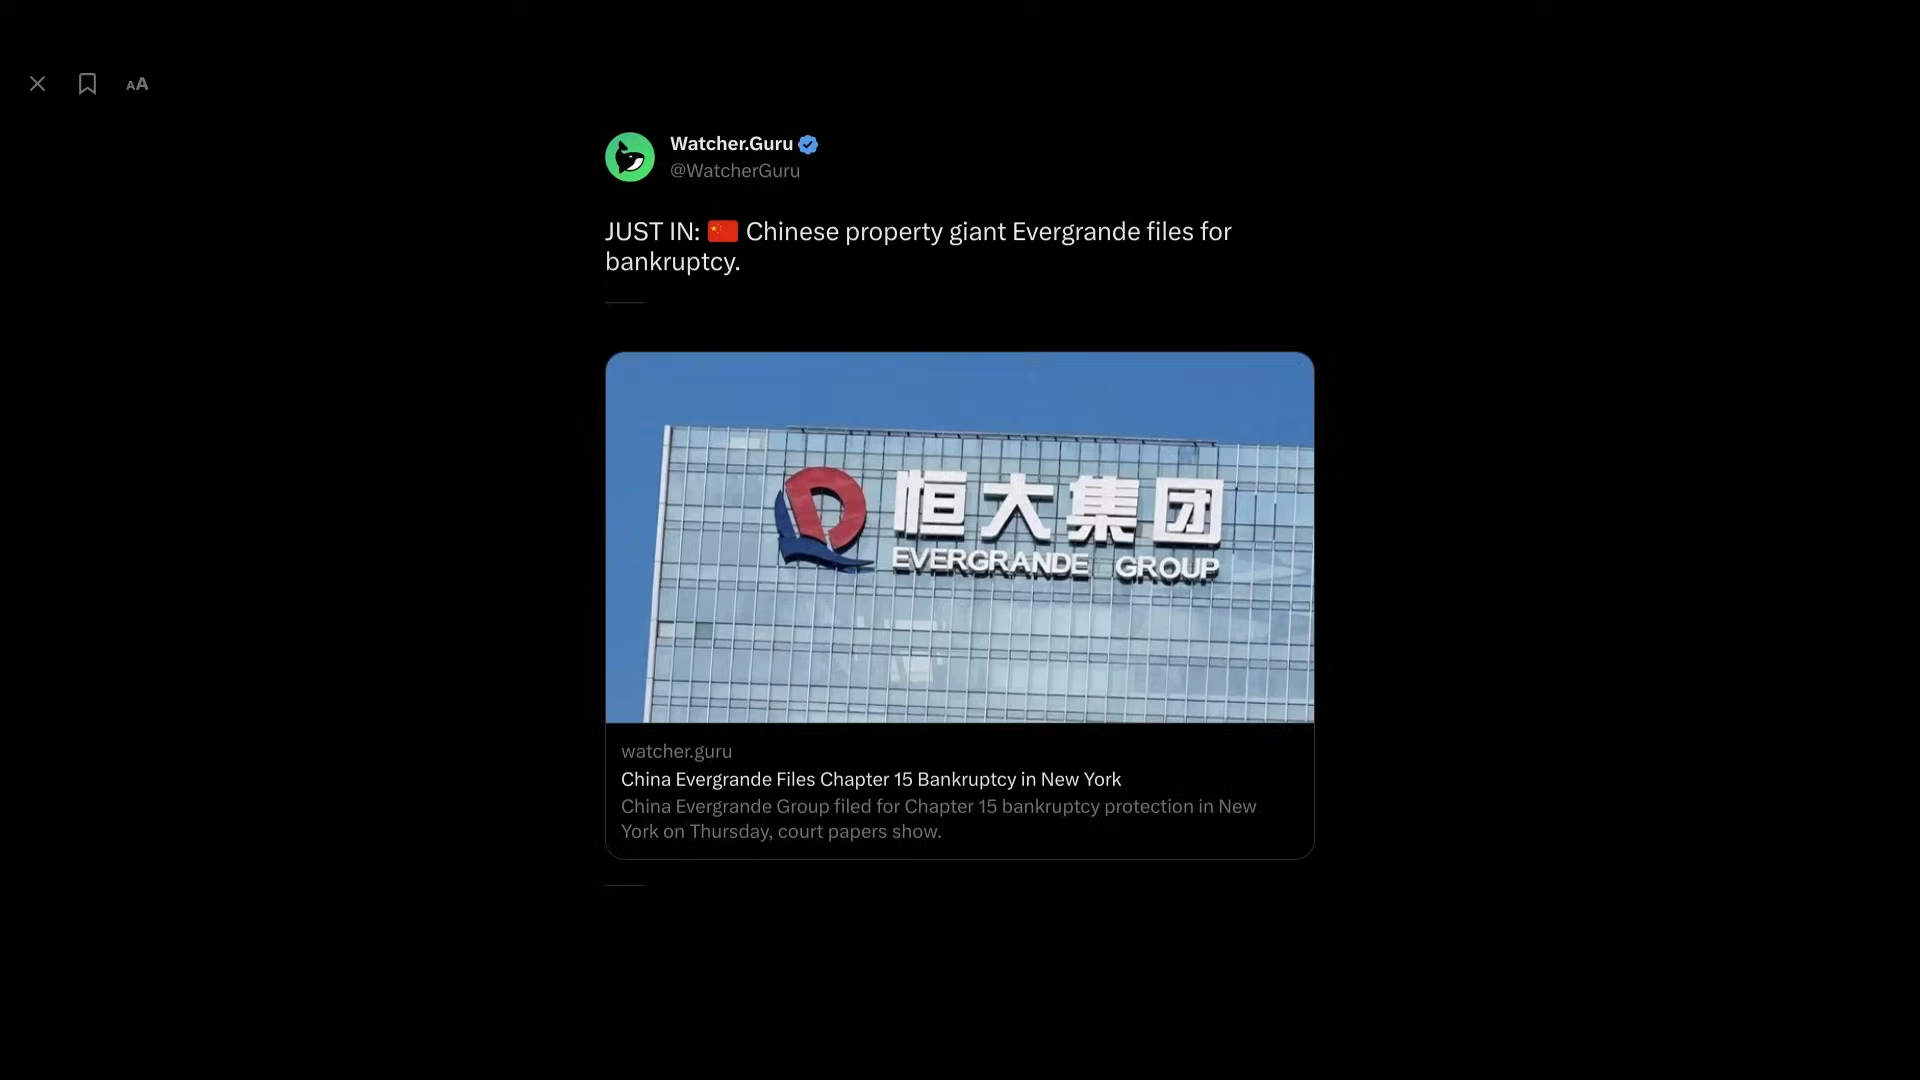 AA
Watcher.Guru
@WatcherGuru
JUST IN: 🇨🇳 Chinese property giant Evergrande files for
bankruptcy.
恒大集团
EVERGRANDE GROUP
watcher.guru
China Evergrande Files Chapter 15 Bankruptcy in New York
China Evergrande Group filed for Chapter 15 bankruptcy protection in New
York on Thursday, court papers show.